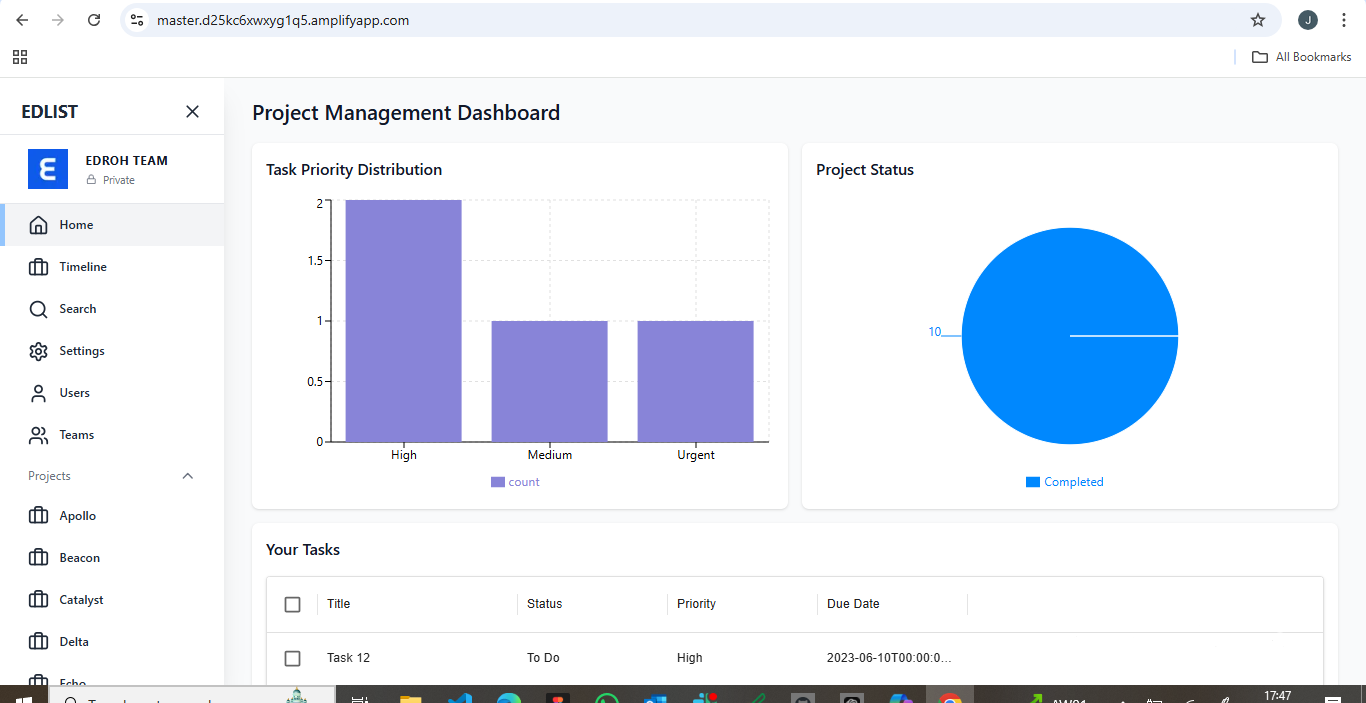 master.d25kc6xwxyg1q5.amplifyapp.com
J
All Bookmarks
EDLIST
EDROH TEAM
Private
Home
Timeline
Search
Settings
Users
Teams
Projects
Apollo
Beacon
Catalyst
Delta
Echo
Project Management Dashboard
Task Priority Distribution
2
1.5
1
0.5
0
High Medium Urgent
count
Project Status
10
Completed
Your Tasks
Title Status Priority Due Date
Task 12 To Do High 2023-06-10T00:00:0...
17:47